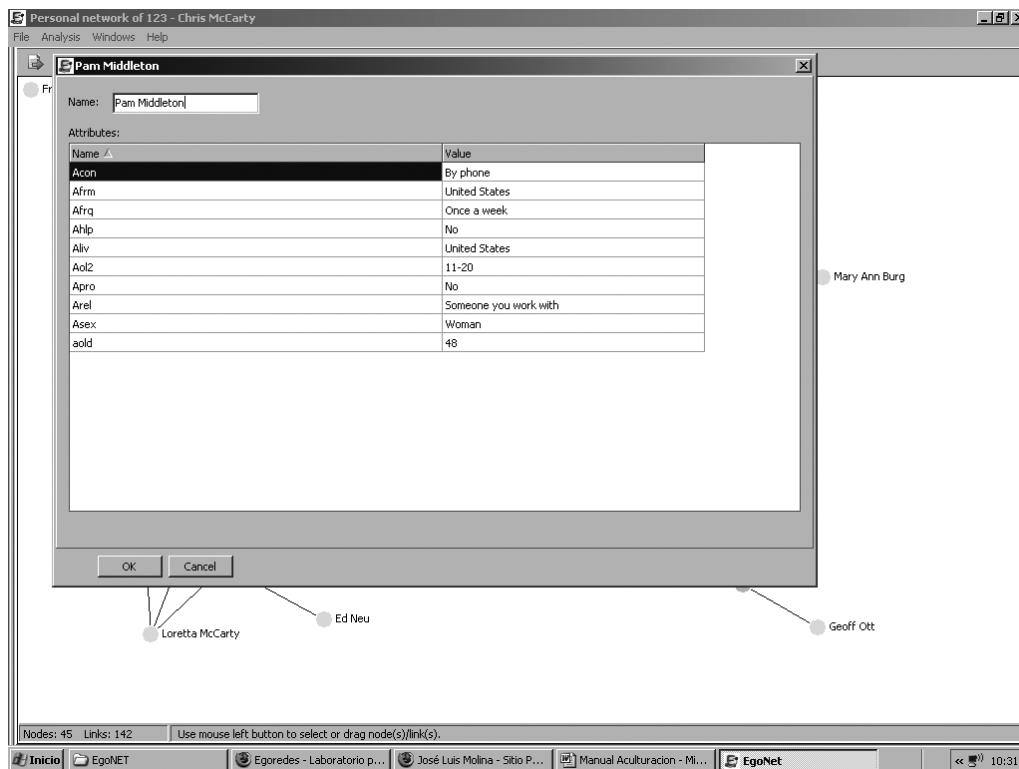 Personal network of 123 - Chris McCarty
File Analysis Windows Help
Pam Middleton
Fr
Name: Pam Middleton
Attributes:
Name Value
Acon By phone
Afrm United States
Afrq Once a week
Ahlp No
Aliv United States
Aol2 11-20
Apro No
Arel Someone you work with
Asex Woman
aold 48
Mary Ann Burg
OK Cancel
Ed Neu
Loretta McCarty
Geoff Ott
Nodes: 45 Links: 142 Use mouse left button to select or drag node(s)/link(s).
Inicio EgoNET Egoredes - Laboratorio p... José Luis Molina - Sitio P... Manual Aculturacion - Mi... EgoNet « 10:31